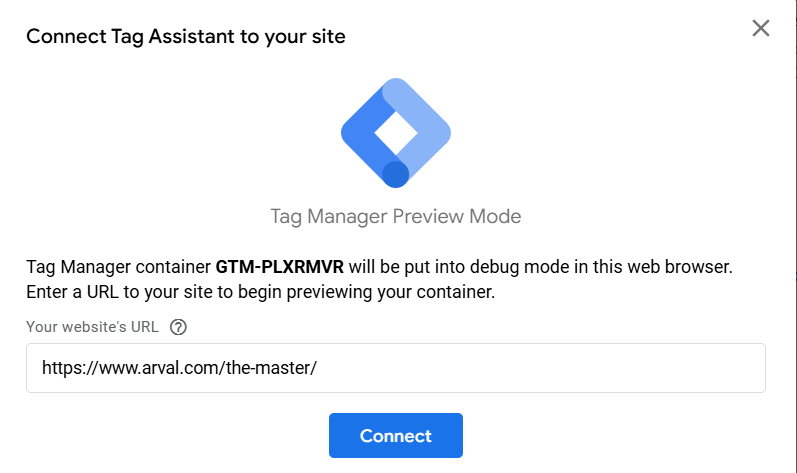 Connect Tag Assistant to your site
Tag Manager Preview Mode
Tag Manager container GTM-PLXRMVR will be put into debug mode in this web browser.
Enter a URL to your site to begin previewing your container.
Your website's URL ?
https://www.arval.com/the-master/
Connect